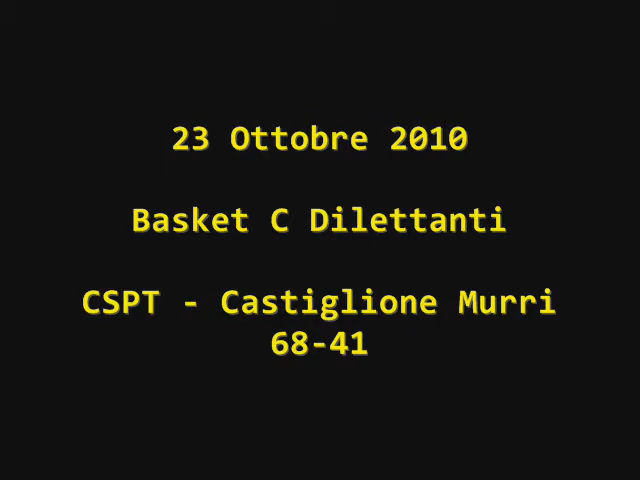 23 Ottobre 2010
Basket C Dilettanti
CSPT - Castiglione Murri
68-41